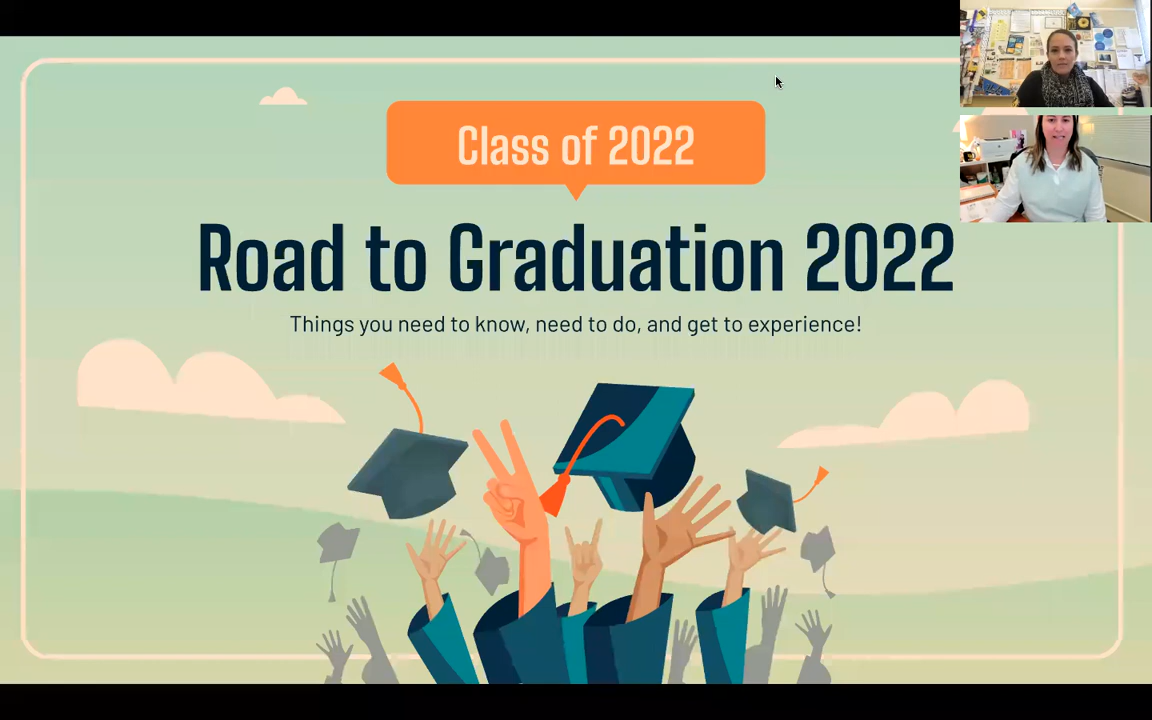 Class of 2022
Road to Graduation 2022
Things you need to know, need to do, and get to experience!